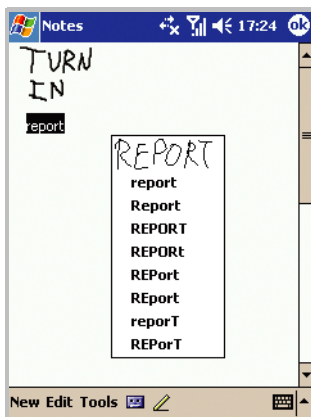 Notes 17:24 ok
TURN
IN
report
REPORT
report
Report
REPORT
REPORt
REPort
REport
reporT
REPorT
New Edit Tools